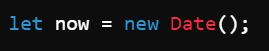 let now = new Date();